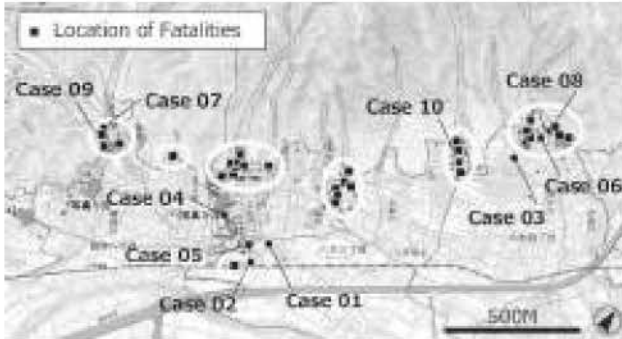 Location of Fatalities
Case 09
Case 07
Case 08
Case 10
Case 04
Case 06
Case 03
Case 05
Case 02
Case 01
500M